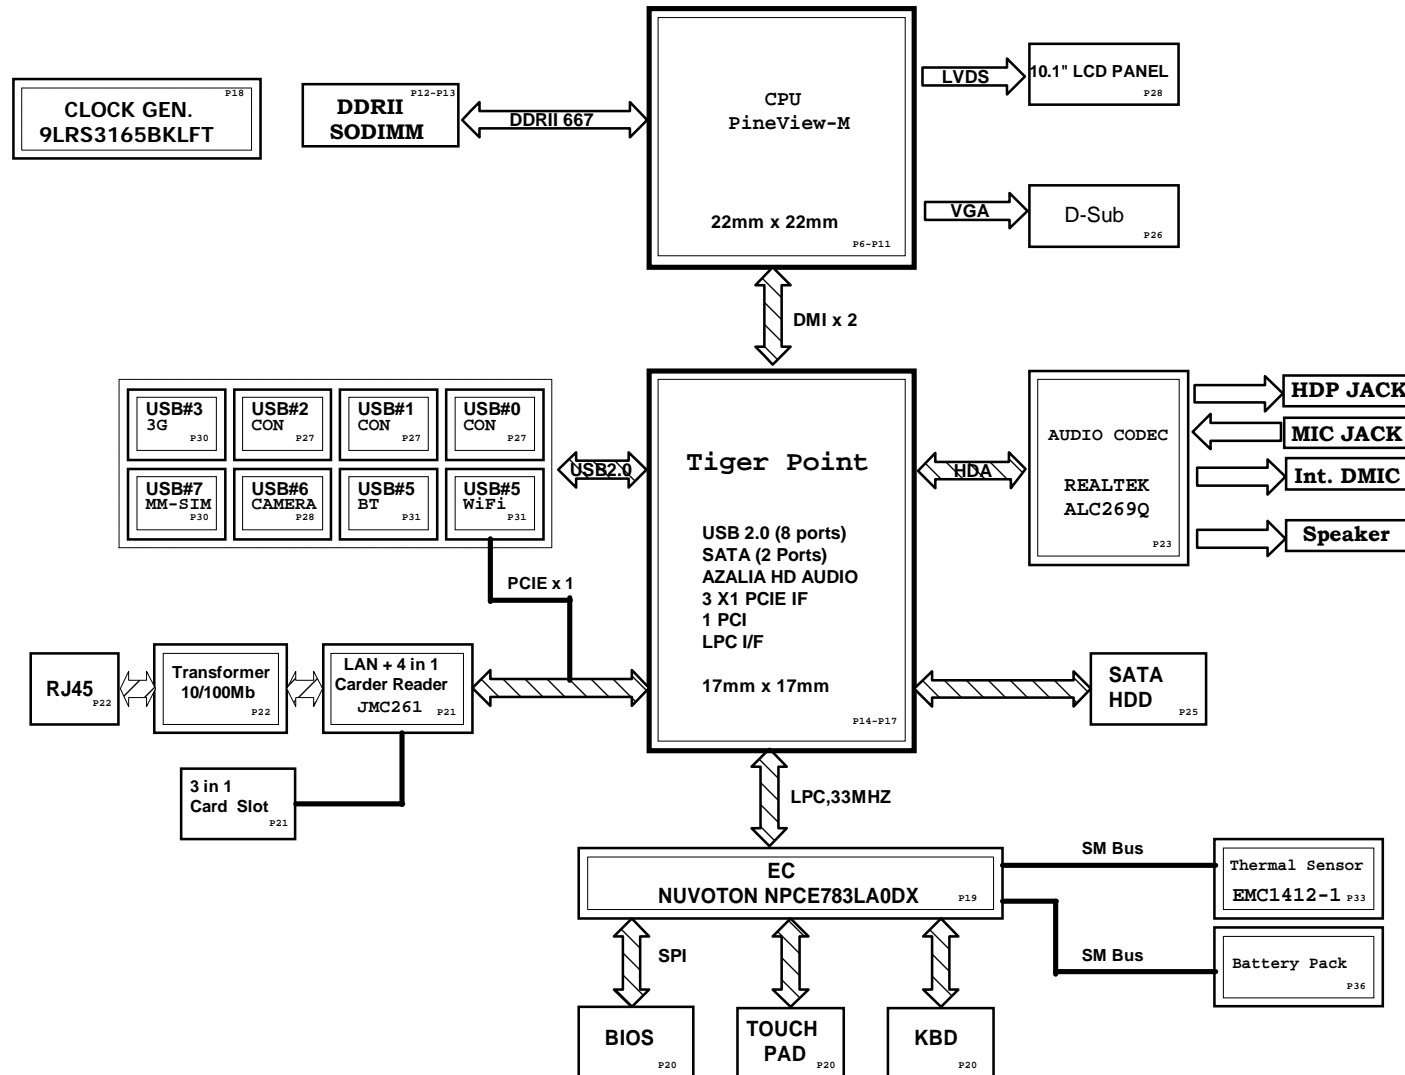 P18
CLOCK GEN.
9LRS3165BKLFT
P12~P13
DDRII
SODIMM
DDRII 667
CPU
PineView-M
22mm x 22mm
P6~P11
LVDS
10.1" LCD PANEL
P28
VGA
D-Sub
P26
DMI x 2
USB#3
3G
P30
USB#2
CON
P27
USB#1
CON
P27
USB#0
CON
P27
USB#7
MM-SIM
P30
USB#6
CAMERA
P28
USB#5
BT
P31
USB#5
WiFi
P31
USB2.0
PCIE x 1
Tiger Point
USB 2.0 (8 ports)
SATA (2 Ports)
AZALIA HD AUDIO
3 X1 PCIE IF
1 PCI
LPC I/F
17mm x 17mm
P14~P17
HDA
AUDIO CODEC
REALTEK
ALC269Q
P23
HDP JACK
MIC JACK
Int. DMIC
Speaker
RJ45
P22
Transformer
10/100Mb
P22
LAN + 4 in 1
Carder Reader
JMC261
P21
3 in 1
Card Slot
P21
SATA
HDD
P25
LPC,33MHZ
EC
NUVOTON NPCE783LA0DX
P19
SM Bus
Thermal Sensor
EMC1412-1
P33
SM Bus
Battery Pack
P36
SPI
BIOS
P20
TOUCH
PAD
P20
KBD
P20